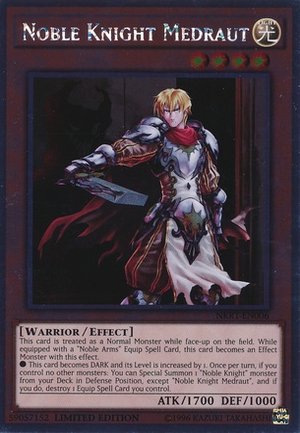 NOBLE KNIGHT MEDRAUT
NKRT-EN006
[WARRIOR / EFFECT]
This card is treated as a Normal Monster while face-up on the field. While
equipped with a "Noble Arms" Equip Spell Card, this card becomes an Effect
Monster with this effect.
● This card becomes DARK and its Level is increased by 1. Once per turn, if you
control no other monsters: You can Special Summon 1 "Noble Knight" monster
from your Deck in Defense Position, except "Noble Knight Medraut", and if you
do, destroy 1 Equip Spell Card you control.
ATK/1700 DEF/1000
59057152 LIMITED EDITION ©1996 KAZUKI TAKAHASHI